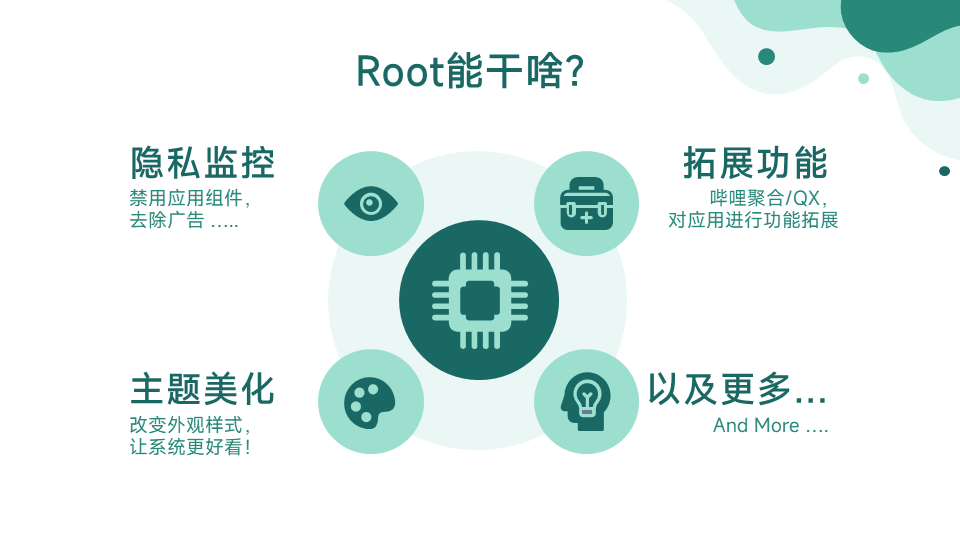 Root能干啥?
隐私监控
禁用应用组件,
去除广告 .....
拓展功能
哔哩聚合/QX,
对应用进行功能拓展
主题美化
改变外观样式,
让系统更好看!
以及更多...
And More ....